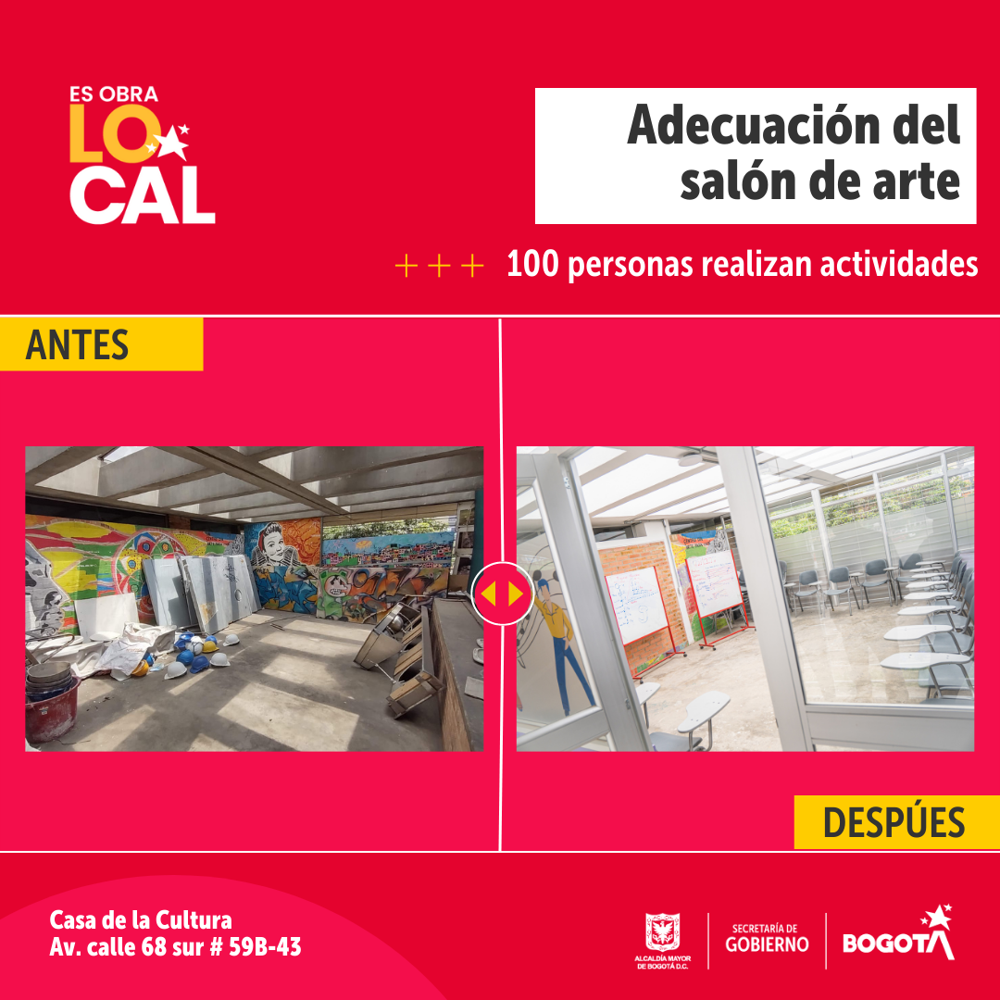 ES OBRA
LO
CAL
Adecuación del
salón de arte
+ + + 100 personas realizan actividades
ANTES
DESPÚES
Casa de la Cultura
Av. calle 68 sur # 59B-43
ALCALDÍA MAYOR
DE BOGOTÁ D.C.
SECRETARÍA DE
GOBIERNO
BOGOTÁ